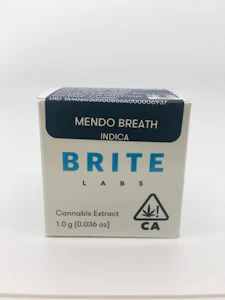 MENDO BREATH
INDICA
BRITE
LABS
Cannabis Extract
1.0 g (0.036 oz)
CA